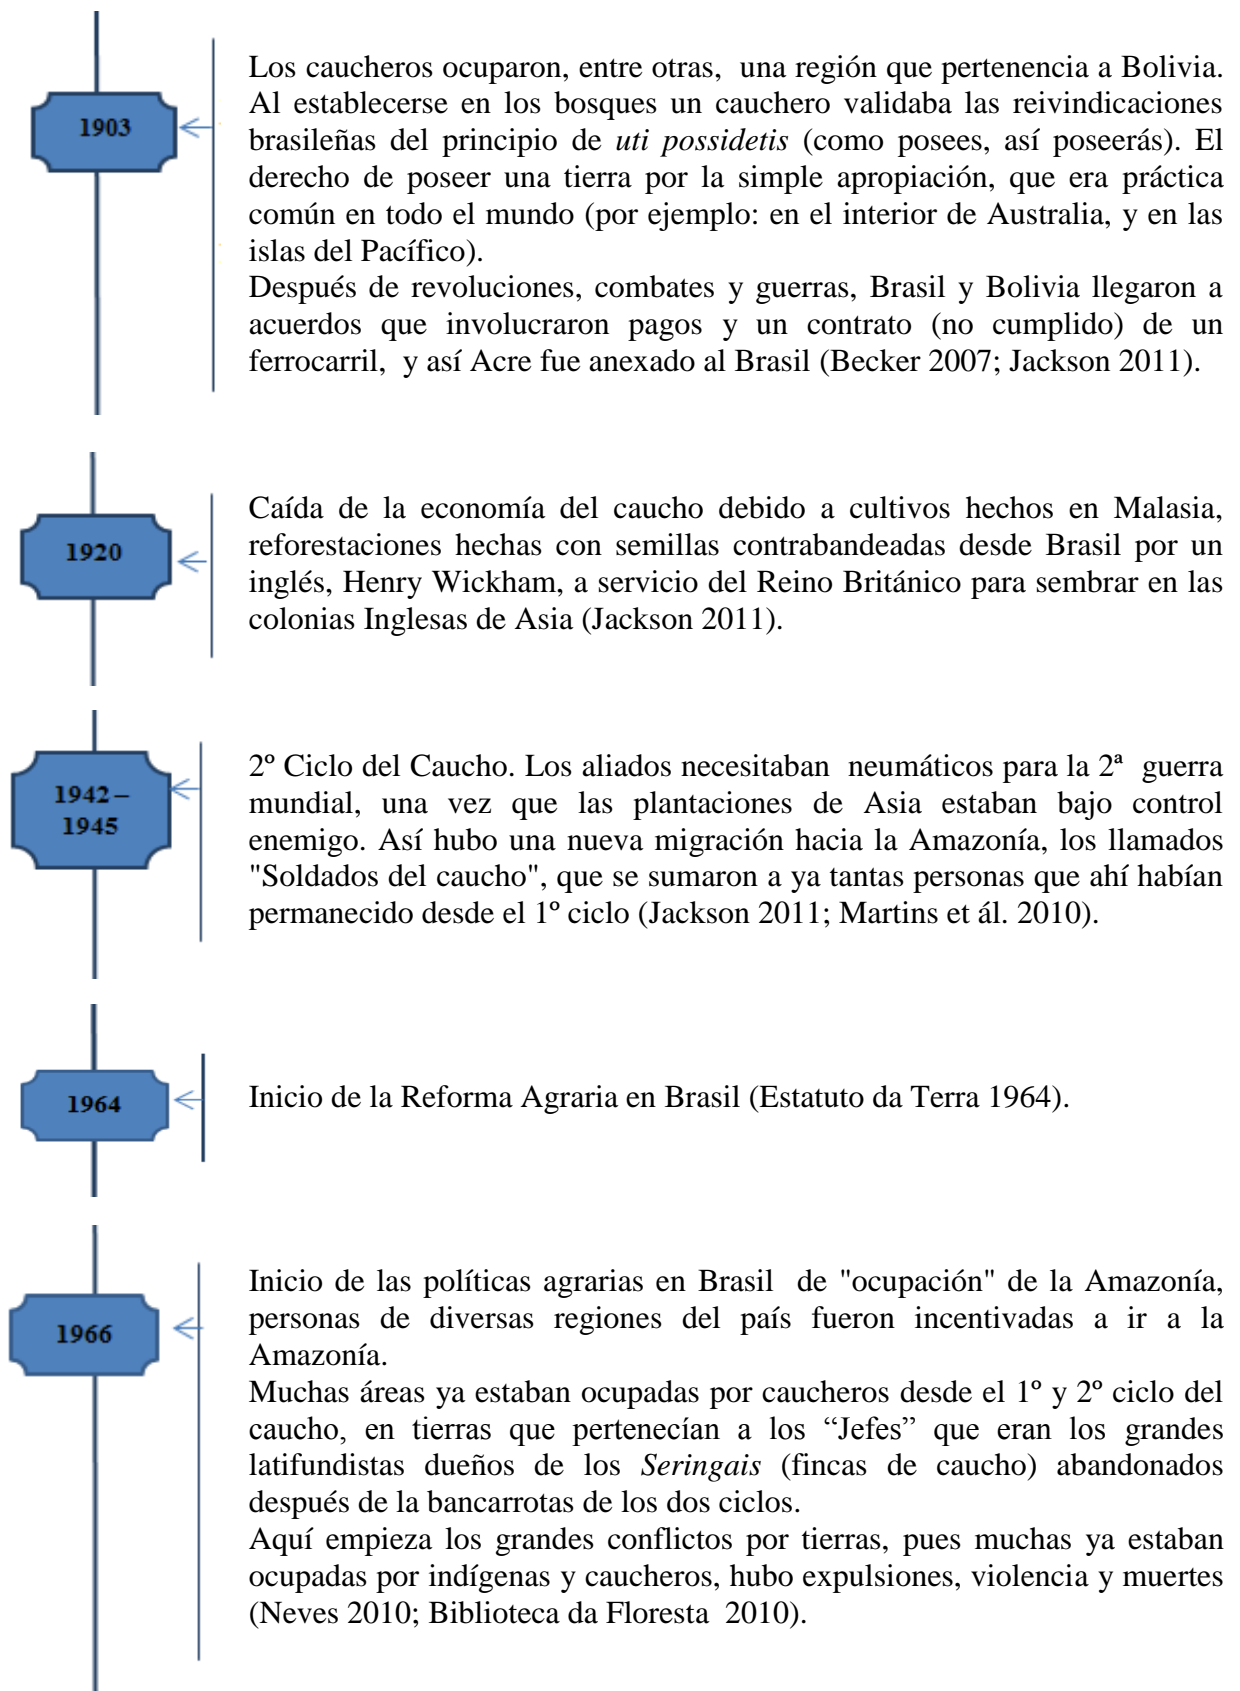 1903
Los caucheros ocuparon, entre otras, una región que pertenencia a Bolivia.
Al establecerse en los bosques un cauchero validaba las reivindicaciones
brasileñas del principio de uti possidetis (como posees, así poseerás). El
derecho de poseer una tierra por la simple apropiación, que era práctica
común en todo el mundo (por ejemplo: en el interior de Australia, y en las
islas del Pacífico).
Después de revoluciones, combates y guerras, Brasil y Bolivia llegaron a
acuerdos que involucraron pagos y un contrato (no cumplido) de un
ferrocarril, y así Acre fue anexado al Brasil (Becker 2007; Jackson 2011).
1920
Caída de la economía del caucho debido a cultivos hechos en Malasia,
reforestaciones hechas con semillas contrabandeadas desde Brasil por un
inglés, Henry Wickham, a servicio del Reino Británico para sembrar en las
colonias Inglesas de Asia (Jackson 2011).
1942 –
1945
2º Ciclo del Caucho. Los aliados necesitaban neumáticos para la 2ª guerra
mundial, una vez que las plantaciones de Asia estaban bajo control
enemigo. Así hubo una nueva migración hacia la Amazonía, los llamados
"Soldados del caucho", que se sumaron a ya tantas personas que ahí habían
permanecido desde el 1º ciclo (Jackson 2011; Martins et ál. 2010).
1964
Inicio de la Reforma Agraria en Brasil (Estatuto da Terra 1964).
1966
Inicio de las políticas agrarias en Brasil de "ocupación" de la Amazonía,
personas de diversas regiones del país fueron incentivadas a ir a la
Amazonía.
Muchas áreas ya estaban ocupadas por caucheros desde el 1º y 2º ciclo del
caucho, en tierras que pertenecían a los “Jefes” que eran los grandes
latifundistas dueños de los Seringais (fincas de caucho) abandonados
después de la bancarrotas de los dos ciclos.
Aquí empieza los grandes conflictos por tierras, pues muchas ya estaban
ocupadas por indígenas y caucheros, hubo expulsiones, violencia y muertes
(Neves 2010; Biblioteca da Floresta 2010).